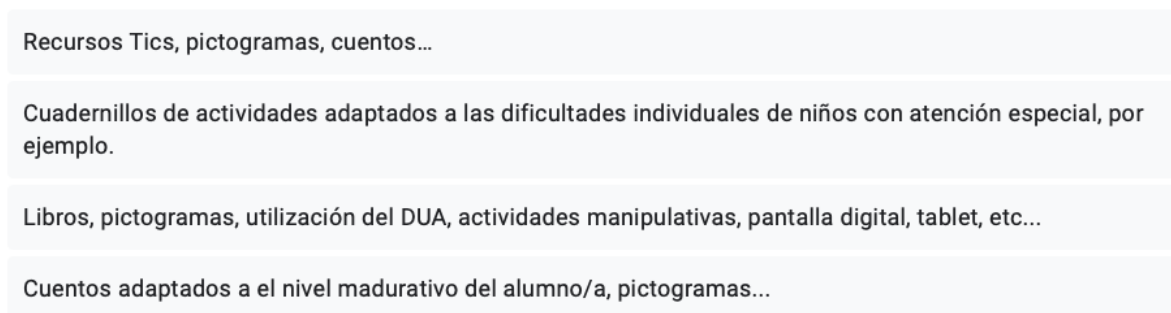 Recursos Tics, pictogramas, cuentos...
Cuadernillos de actividades adaptados a las dificultades individuales de niños con atención especial, por
ejemplo.
Libros, pictogramas, utilización del DUA, actividades manipulativas, pantalla digital, tablet, etc...
Cuentos adaptados a el nivel madurativo del alumno/a, pictogramas...